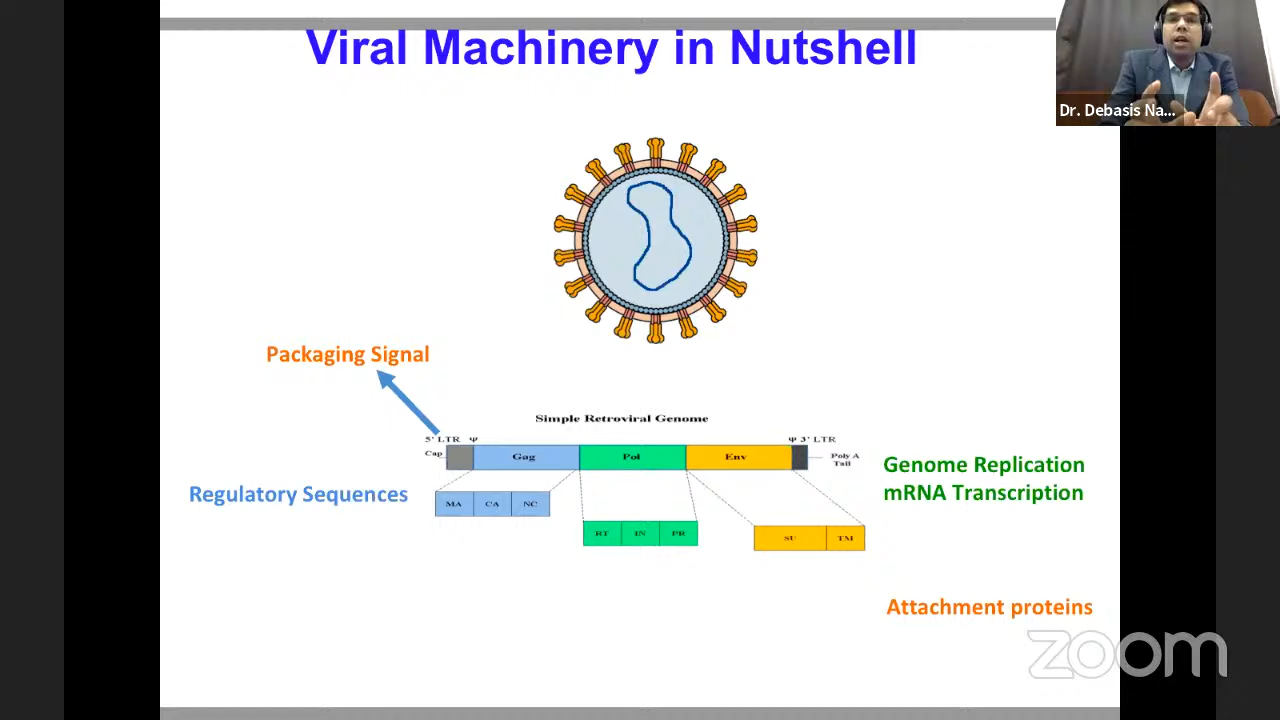 Viral Machinery in Nutshell
Dr. Debasis Na...
Packaging Signal
Simple Retroviral Genome
5' LTR Ψ
Ψ 3' LTR
Cap
Gag
Pol
Env
Poly A
Tail
Genome Replication
mRNA Transcription
Regulatory Sequences
MA CA NC
RT IN PR
SU TM
Attachment proteins
zoom